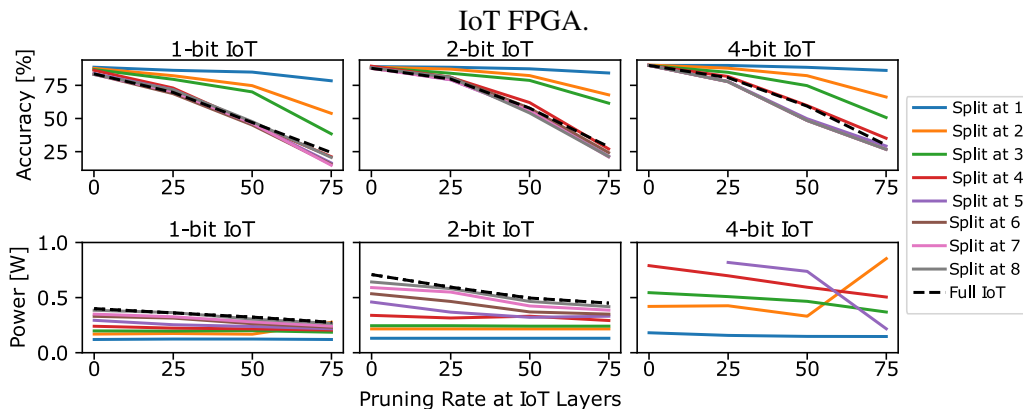 IoT FPGA.
1-bit IoT
2-bit IoT
4-bit IoT
Accuracy [%]
75
50
25
0 25 50 75
0 25 50 75
0 25 50 75
Split at 1
Split at 2
Split at 3
Split at 4
Split at 5
Split at 6
Split at 7
Split at 8
Full IoT
1-bit IoT
2-bit IoT
4-bit IoT
Power [W]
1.0
0.5
0.0
0 25 50 75
0 25 50 75
0 25 50 75
Pruning Rate at IoT Layers